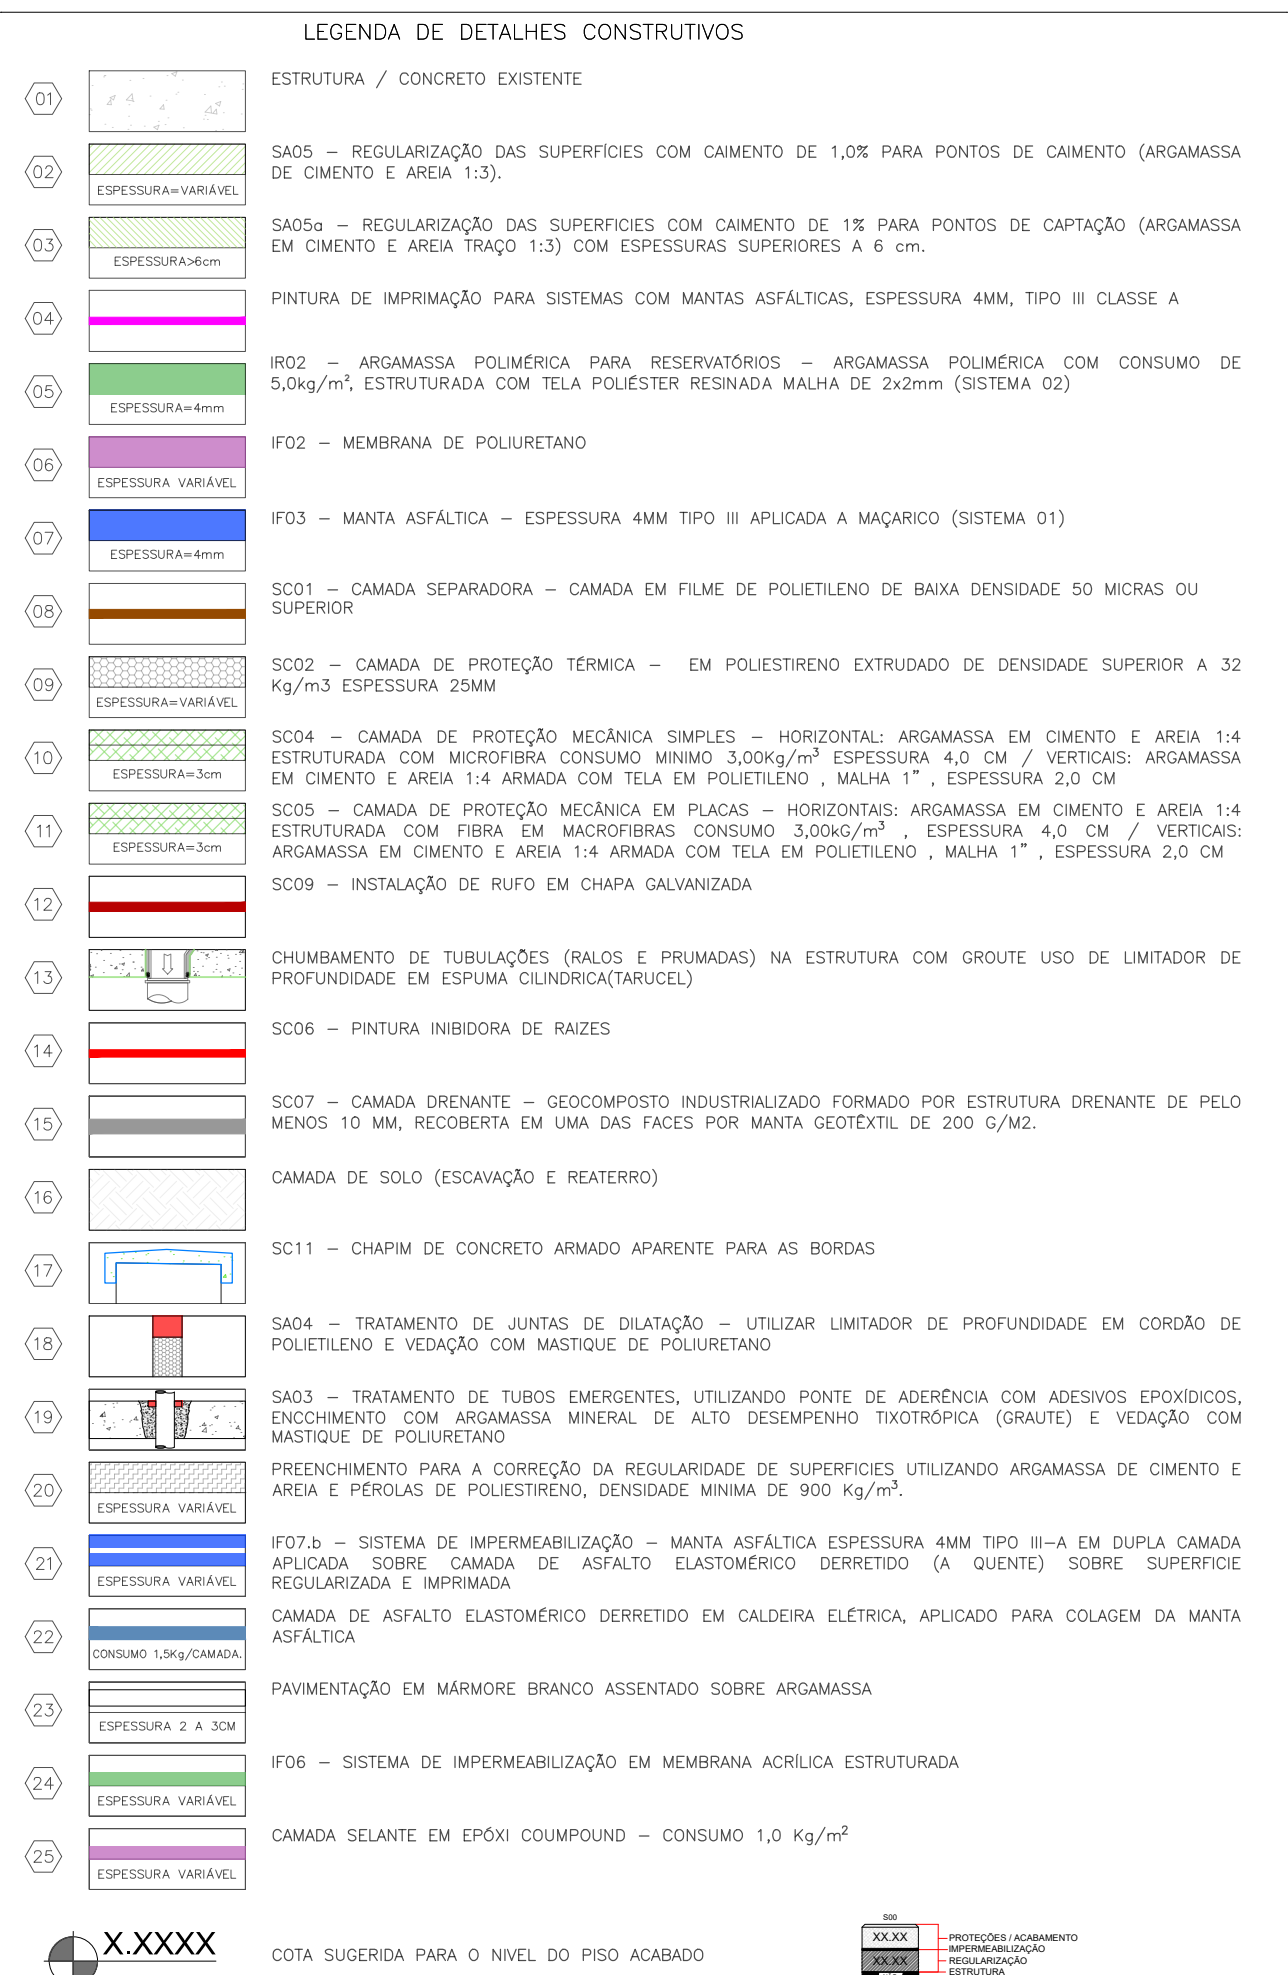 LEGENDA DE DETALHES CONSTRUTIVOS
01
ESTRUTURA / CONCRETO EXISTENTE
02
ESPESSURA=VARIÁVEL
SA05 – REGULARIZAÇÃO DAS SUPERFÍCIES COM CAIMENTO DE 1,0% PARA PONTOS DE CAIMENTO (ARGAMASSA
DE CIMENTO E AREIA 1:3).
03
ESPESSURA>6cm
SA05a – REGULARIZAÇÃO DAS SUPERFICIES COM CAIMENTO DE 1% PARA PONTOS DE CAPTAÇÃO (ARGAMASSA
EM CIMENTO E AREIA TRAÇO 1:3) COM ESPESSURAS SUPERIORES A 6 cm.
04
PINTURA DE IMPRIMAÇÃO PARA SISTEMAS COM MANTAS ASFÁLTICAS, ESPESSURA 4MM, TIPO III CLASSE A
05
ESPESSURA=4mm
IR02 – ARGAMASSA POLIMÉRICA PARA RESERVATÓRIOS – ARGAMASSA POLIMÉRICA COM CONSUMO DE
5,0kg/m², ESTRUTURADA COM TELA POLIÉSTER RESINADA MALHA DE 2x2mm (SISTEMA 02)
06
ESPESSURA VARIÁVEL
IF02 – MEMBRANA DE POLIURETANO
07
ESPESSURA=4mm
IF03 – MANTA ASFÁLTICA – ESPESSURA 4MM TIPO III APLICADA A MAÇARICO (SISTEMA 01)
08
SC01 – CAMADA SEPARADORA – CAMADA EM FILME DE POLIETILENO DE BAIXA DENSIDADE 50 MICRAS OU
SUPERIOR
09
ESPESSURA=VARIÁVEL
SC02 – CAMADA DE PROTEÇÃO TÉRMICA – EM POLIESTIRENO EXTRUDADO DE DENSIDADE SUPERIOR A 32
Kg/m3 ESPESSURA 25MM
10
ESPESSURA=3cm
SC04 – CAMADA DE PROTEÇÃO MECÂNICA SIMPLES – HORIZONTAL: ARGAMASSA EM CIMENTO E AREIA 1:4
ESTRUTURADA COM MICROFIBRA CONSUMO MINIMO 3,00Kg/m³ ESPESSURA 4,0 CM / VERTICAIS: ARGAMASSA
EM CIMENTO E AREIA 1:4 ARMADA COM TELA EM POLIETILENO , MALHA 1” , ESPESSURA 2,0 CM
11
ESPESSURA=3cm
SC05 – CAMADA DE PROTEÇÃO MECÂNICA EM PLACAS – HORIZONTAIS: ARGAMASSA EM CIMENTO E AREIA 1:4
ESTRUTURADA COM FIBRA EM MACROFIBRAS CONSUMO 3,00kG/m³ , ESPESSURA 4,0 CM / VERTICAIS:
ARGAMASSA EM CIMENTO E AREIA 1:4 ARMADA COM TELA EM POLIETILENO , MALHA 1” , ESPESSURA 2,0 CM
12
SC09 – INSTALAÇÃO DE RUFO EM CHAPA GALVANIZADA
13
CHUMBAMENTO DE TUBULAÇÕES (RALOS E PRUMADAS) NA ESTRUTURA COM GROUTE USO DE LIMITADOR DE
PROFUNDIDADE EM ESPUMA CILINDRICA(TARUCEL)
14
SC06 – PINTURA INIBIDORA DE RAIZES
15
SC07 – CAMADA DRENANTE – GEOCOMPOSTO INDUSTRIALIZADO FORMADO POR ESTRUTURA DRENANTE DE PELO
MENOS 10 MM, RECOBERTA EM UMA DAS FACES POR MANTA GEOTÊXTIL DE 200 G/M2.
16
CAMADA DE SOLO (ESCAVAÇÃO E REATERRO)
17
SC11 – CHAPIM DE CONCRETO ARMADO APARENTE PARA AS BORDAS
18
SA04 – TRATAMENTO DE JUNTAS DE DILATAÇÃO – UTILIZAR LIMITADOR DE PROFUNDIDADE EM CORDÃO DE
POLIETILENO E VEDAÇÃO COM MASTIQUE DE POLIURETANO
19
SA03 – TRATAMENTO DE TUBOS EMERGENTES, UTILIZANDO PONTE DE ADERÊNCIA COM ADESIVOS EPOXÍDICOS,
ENCCHIMENTO COM ARGAMASSA MINERAL DE ALTO DESEMPENHO TIXOTRÓPICA (GRAUTE) E VEDAÇÃO COM
MASTIQUE DE POLIURETANO
20
ESPESSURA VARIÁVEL
PREENCHIMENTO PARA A CORREÇÃO DA REGULARIDADE DE SUPERFICIES UTILIZANDO ARGAMASSA DE CIMENTO E
AREIA E PÉROLAS DE POLIESTIRENO, DENSIDADE MINIMA DE 900 Kg/m³.
21
ESPESSURA VARIÁVEL
IF07.b – SISTEMA DE IMPERMEABILIZAÇÃO – MANTA ASFÁLTICA ESPESSURA 4MM TIPO III–A EM DUPLA CAMADA
APLICADA SOBRE CAMADA DE ASFALTO ELASTOMÉRICO DERRETIDO (A QUENTE) SOBRE SUPERFICIE
REGULARIZADA E IMPRIMADA
22
CONSUMO 1,5Kg/CAMADA.
CAMADA DE ASFALTO ELASTOMÉRICO DERRETIDO EM CALDEIRA ELÉTRICA, APLICADO PARA COLAGEM DA MANTA
ASFÁLTICA
23
ESPESSURA 2 A 3CM
PAVIMENTAÇÃO EM MÁRMORE BRANCO ASSENTADO SOBRE ARGAMASSA
24
ESPESSURA VARIÁVEL
IF06 – SISTEMA DE IMPERMEABILIZAÇÃO EM MEMBRANA ACRÍLICA ESTRUTURADA
25
ESPESSURA VARIÁVEL
CAMADA SELANTE EM EPÓXI COUMPOUND – CONSUMO 1,0 Kg/m²
X.XXXX
COTA SUGERIDA PARA O NIVEL DO PISO ACABADO
S00
XX.XX
XX.XX
PROTEÇÕES / ACABAMENTO
IMPERMEABILIZAÇÃO
REGULARIZAÇÃO
ESTRUTURA